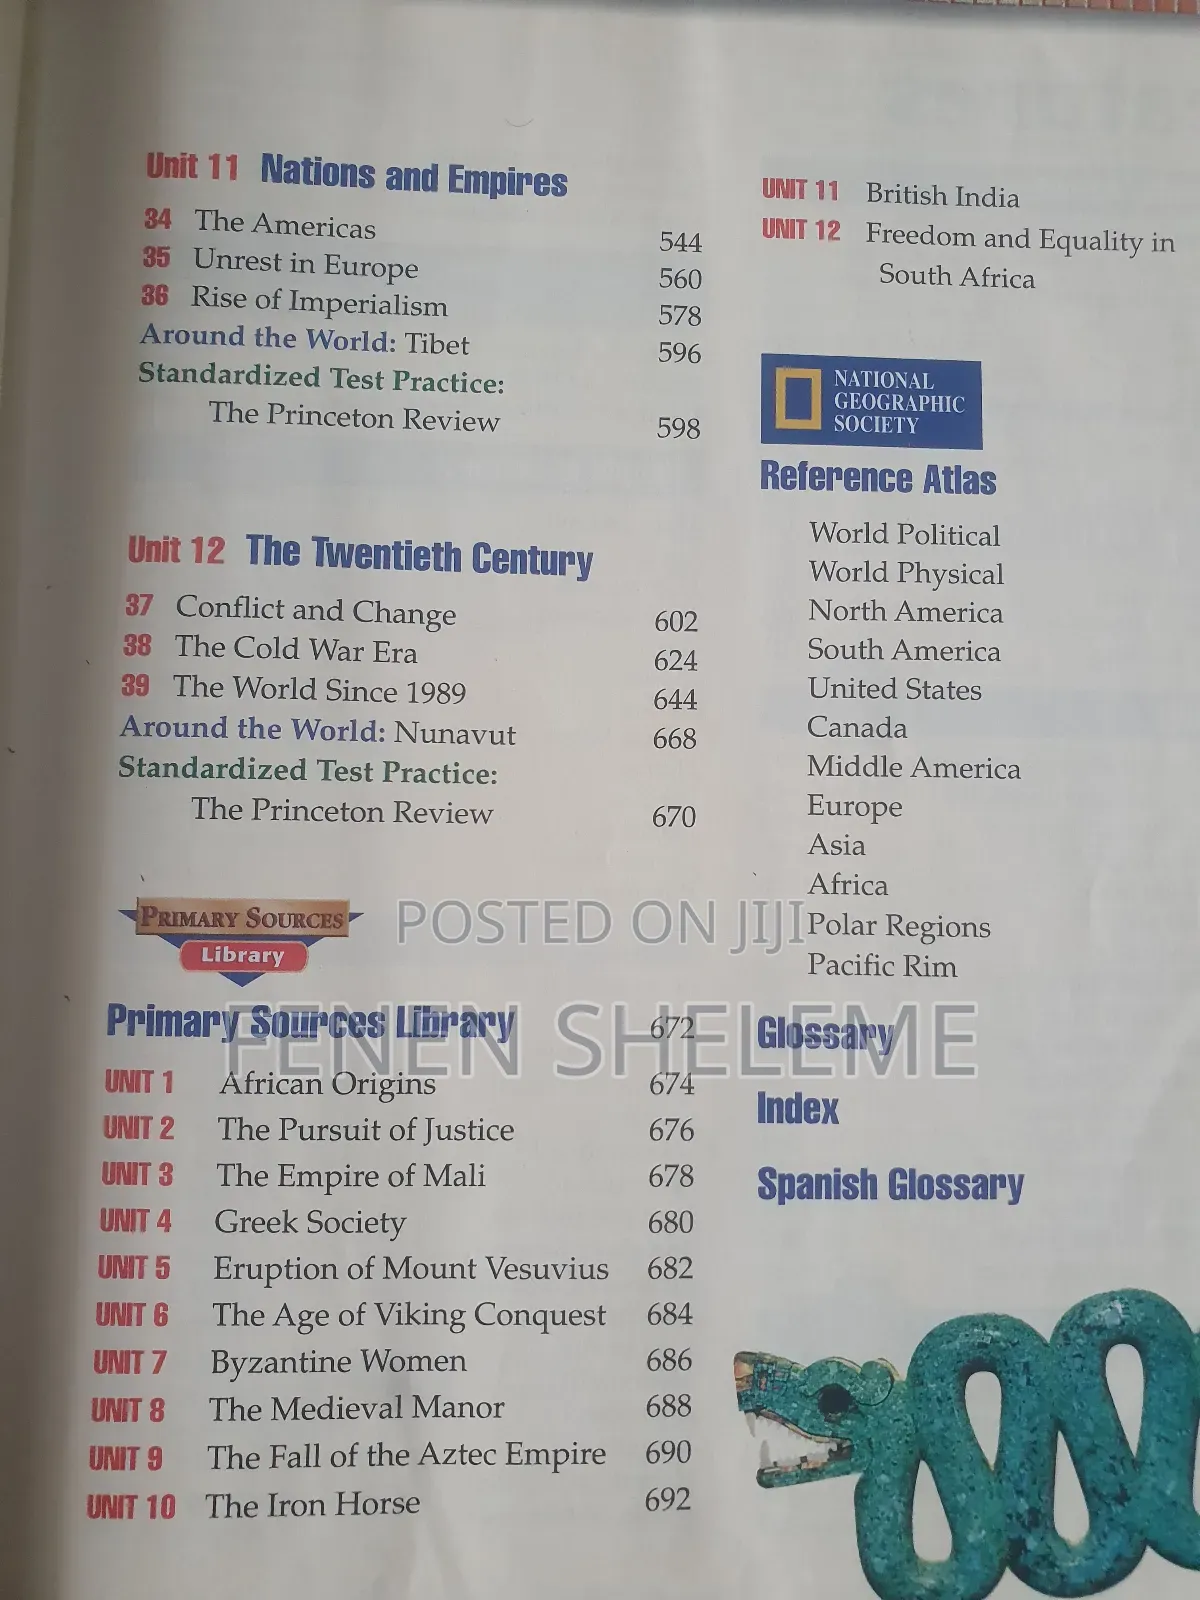 Unit 11 Nations and Empires
34 The Americas 544
35 Unrest in Europe 560
36 Rise of Imperialism 578
Around the World: Tibet 596
Standardized Test Practice:
The Princeton Review 598
Unit 12 The Twentieth Century
37 Conflict and Change 602
38 The Cold War Era 624
39 The World Since 1989 644
Around the World: Nunavut 668
Standardized Test Practice:
The Princeton Review 670
PRIMARY SOURCES
Library
Primary Sources Library 672
UNIT 1 African Origins 674
UNIT 2 The Pursuit of Justice 676
UNIT 3 The Empire of Mali 678
UNIT 4 Greek Society 680
UNIT 5 Eruption of Mount Vesuvius 682
UNIT 6 The Age of Viking Conquest 684
UNIT 7 Byzantine Women 686
UNIT 8 The Medieval Manor 688
UNIT 9 The Fall of the Aztec Empire 690
UNIT 10 The Iron Horse 692
UNIT 11 British India
UNIT 12 Freedom and Equality in
South Africa
NATIONAL
GEOGRAPHIC
SOCIETY
Reference Atlas
World Political
World Physical
North America
South America
United States
Canada
Middle America
Europe
Asia
Africa
Polar Regions
Pacific Rim
Glossary
Index
Spanish Glossary
POSTED ON JIJI
FENEN SHELEME